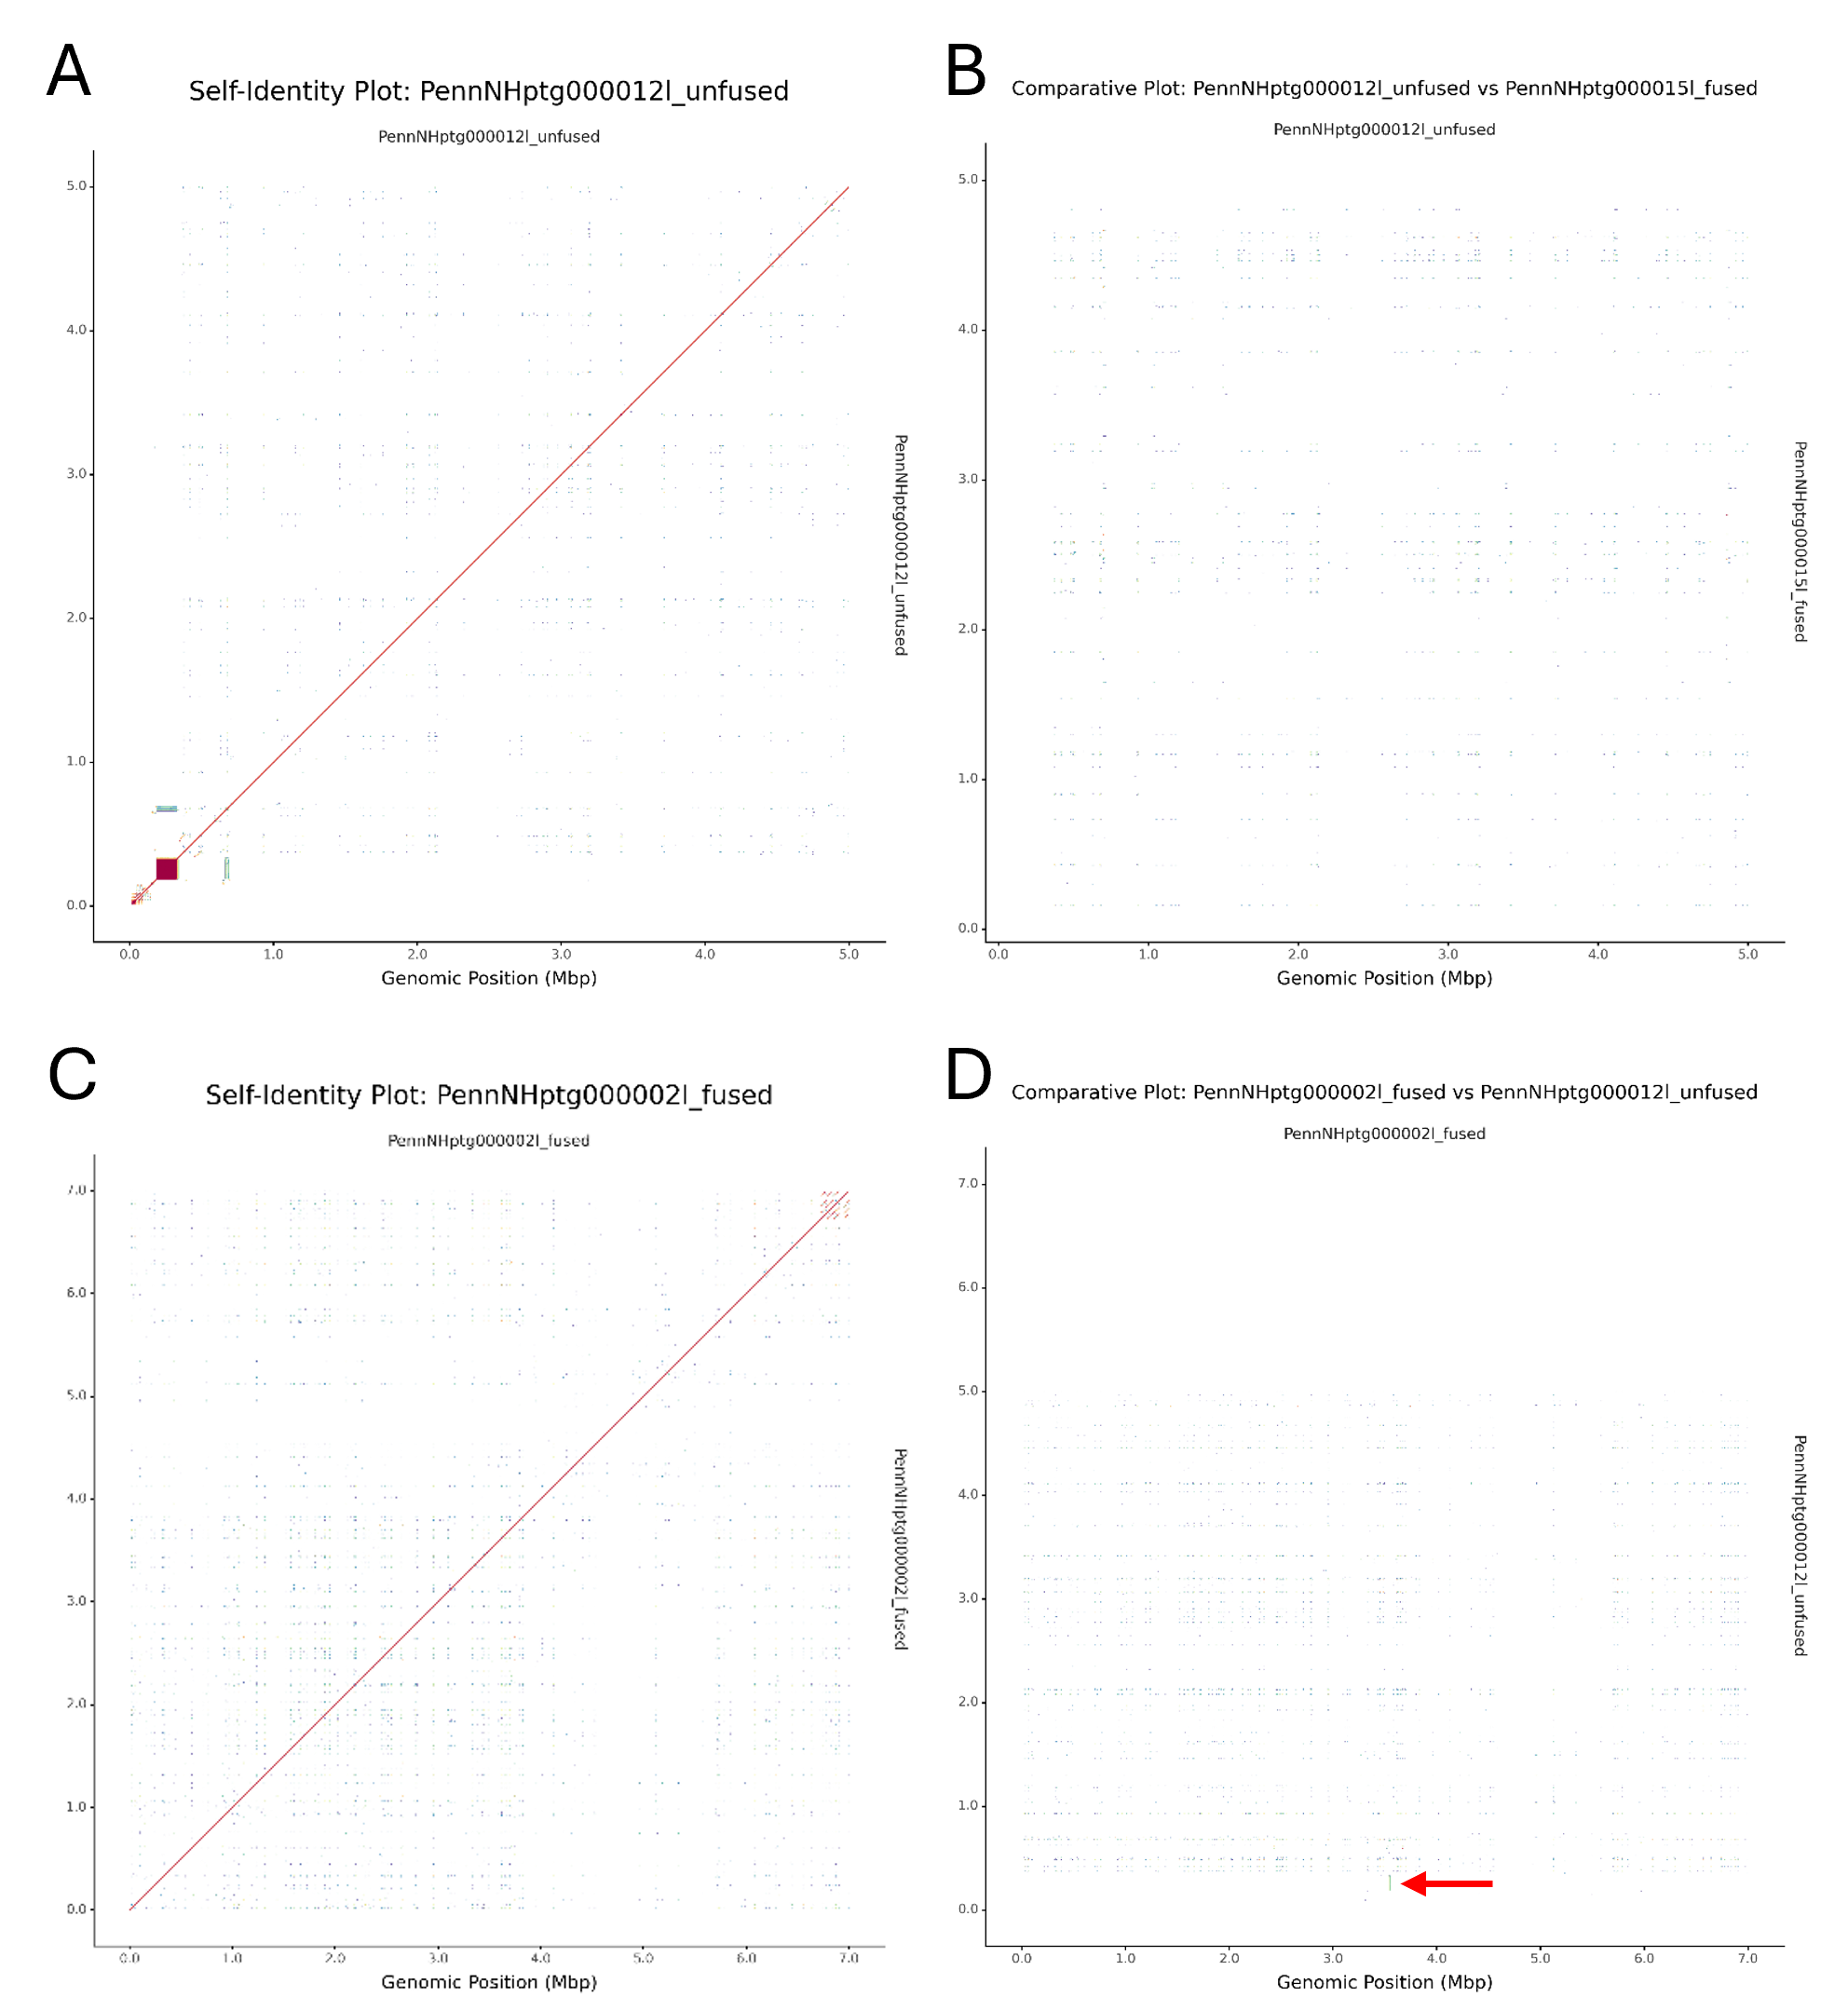 A
Self-Identity Plot: PennNHptg000012l_unfused
PennNHptg000012l_unfused
5.0
4.0
3.0
2.0
1.0
0.0
0.0 1.0 2.0 3.0 4.0 5.0
Genomic Position (Mbp)
PennNHptg000012l_unfused
B
Comparative Plot: PennNHptg000012l_unfused vs PennNHptg000015l_fused
PennNHptg000012l_unfused
5.0
4.0
3.0
2.0
1.0
0.0
0.0 1.0 2.0 3.0 4.0 5.0
Genomic Position (Mbp)
PennNHptg000015l_fused
C
Self-Identity Plot: PennNHptg000002l_fused
PennNHptg000002l_fused
7.0
6.0
5.0
4.0
3.0
2.0
1.0
0.0
0.0 1.0 2.0 3.0 4.0 5.0 6.0 7.0
Genomic Position (Mbp)
PennNHptg000002l_fused
D
Comparative Plot: PennNHptg000002l_fused vs PennNHptg000012l_unfused
PennNHptg000002l_fused
7.0
6.0
5.0
4.0
3.0
2.0
1.0
0.0
0.0 1.0 2.0 3.0 4.0 5.0 6.0 7.0
Genomic Position (Mbp)
PennNHptg000012l_unfused